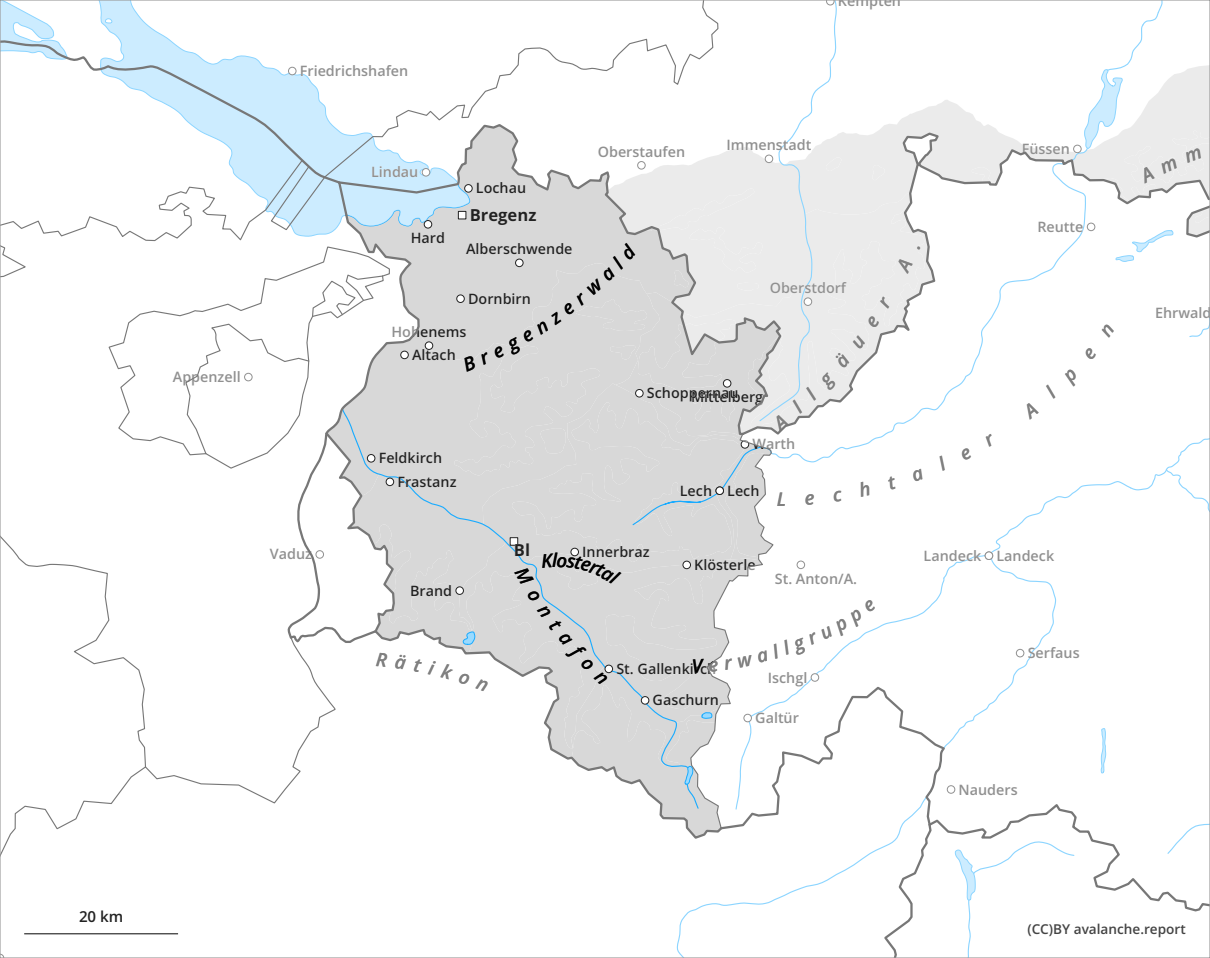 Kempten
Friedrichshafen
Lindau
Oberstaufen
Immenstadt
Füssen
Amm
Lochau
Bregenz
Hard
Alberschwende
Reutte
Dornbirn
Bregenzerwald
Oberstdorf
Allgäuer A.
Ehrwald
Hohenems
Altach
Appenzell
Schoppernau
Mittelberg
Warth
Lechtaler Alpen
Feldkirch
Frastanz
Lech
Lech
Vaduz
Bl
Klostertal
Innerbraz
Klösterle
St. Anton/A.
Landeck
Landeck
Brand
Montafon
Verwallgruppe
Rätikon
St. Gallenkirch
Ischgl
Serfaus
Gaschurn
Galtür
Nauders
20 km
(CC)BY avalanche.report